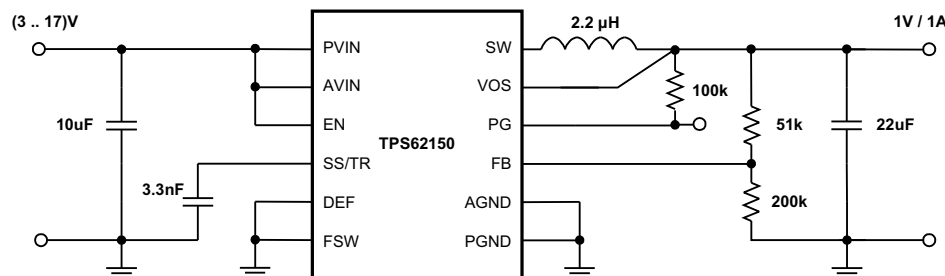 (3 .. 17)V
2.2 µH
1V / 1A
PVIN
SW
AVIN
VOS
100k
10uF
EN
PG
51k
22uF
TPS62150
SS/TR
FB
3.3nF
DEF
AGND
200k
FSW
PGND